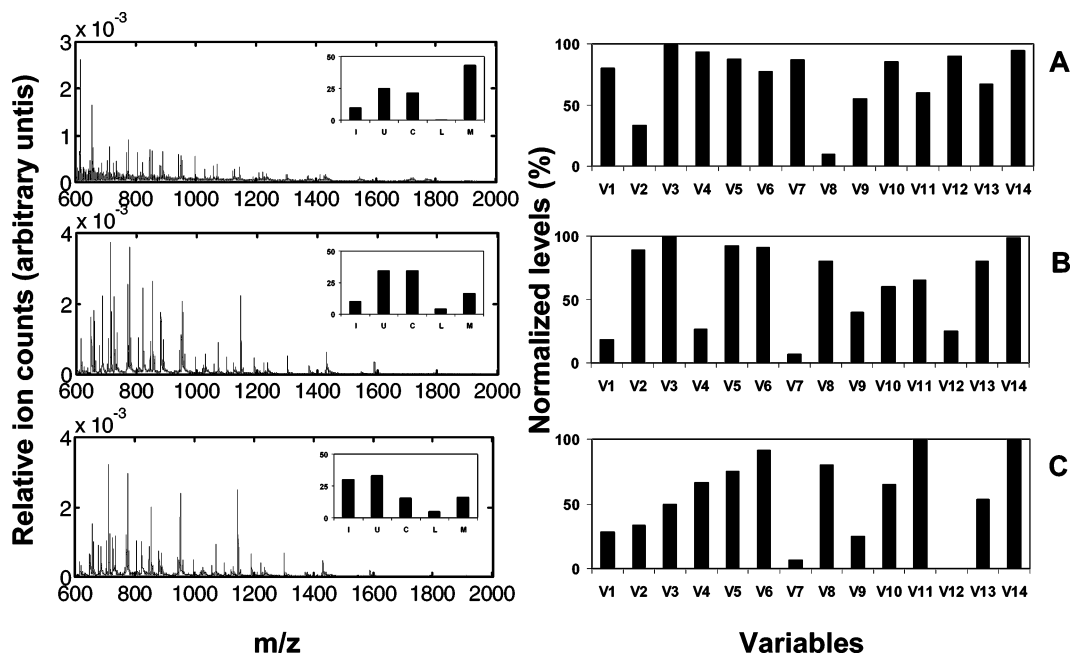 Relative ion counts (arbitrary untis)
x 10-3
3
2
1
0
600 800 1000 1200 1400 1600 1800 2000
50
25
0
I U C L M
x 10-3
4
2
0
600 800 1000 1200 1400 1600 1800 2000
50
25
0
I U C L M
x 10-3
4
2
0
600 800 1000 1200 1400 1600 1800 2000
50
25
0
I U C L M
m/z
Normalized levels (%)
100
50
0
V1 V2 V3 V4 V5 V6 V7 V8 V9 V10 V11 V12 V13 V14
A
100
50
0
V1 V2 V3 V4 V5 V6 V7 V8 V9 V10 V11 V12 V13 V14
B
100
50
0
V1 V2 V3 V4 V5 V6 V7 V8 V9 V10 V11 V12 V13 V14
C
Variables